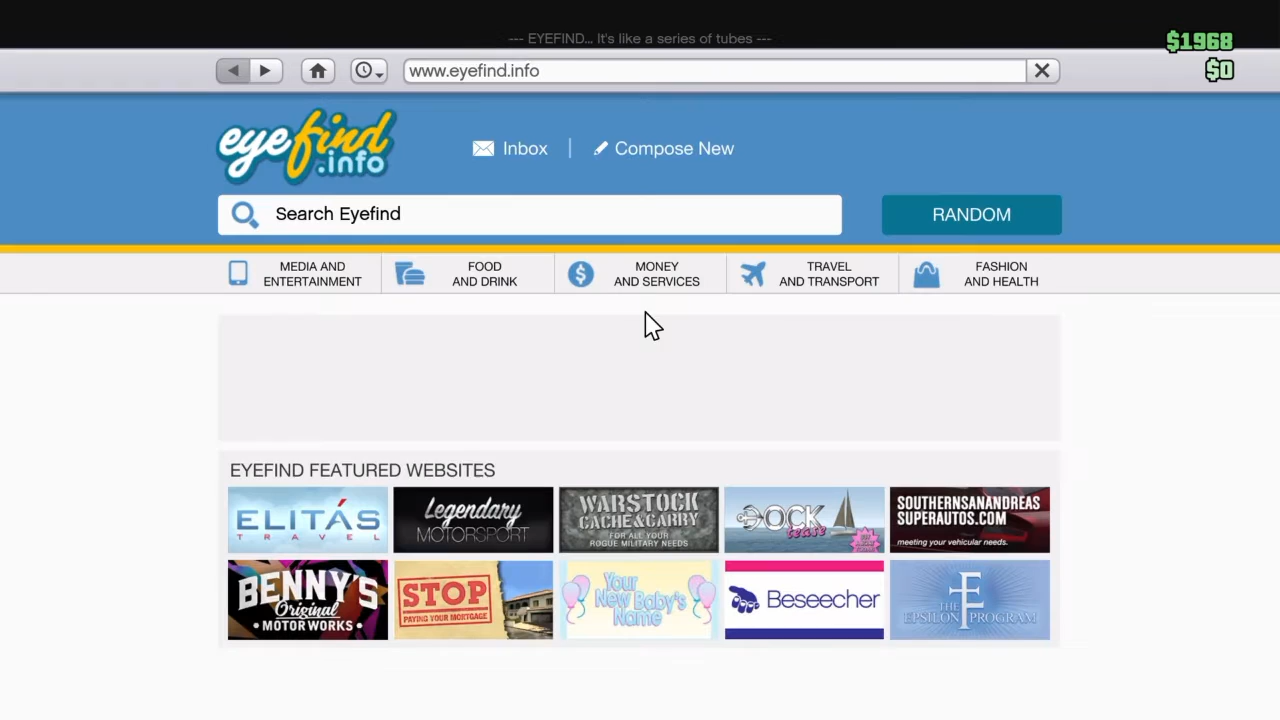 --- EYEFIND... It's like a series of tubes ---
$1968
$0
www.eyefind.info
eyefind
.info
Inbox
Compose New
Search Eyefind
RANDOM
MEDIA AND
ENTERTAINMENT
FOOD
AND DRINK
MONEY
AND SERVICES
TRAVEL
AND TRANSPORT
FASHION
AND HEALTH
EYEFIND FEATURED WEBSITES
ELITÁS
TRAVEL
Legendary
MOTORSPORT
WARSTOCK
CACHE&CARRY
FOR ALL YOUR
ROGUE MILITARY NEEDS
DOCK
tease
SOUTHERNSANANDREAS
SUPERAUTOS.COM
meeting your vehicular needs.
BENNY'S
Original
• MOTOR WORKS •
STOP
PAYING YOUR MORTGAGE
Your
New Baby's
Name
Beseecher
THE
EPSILON PROGRAM